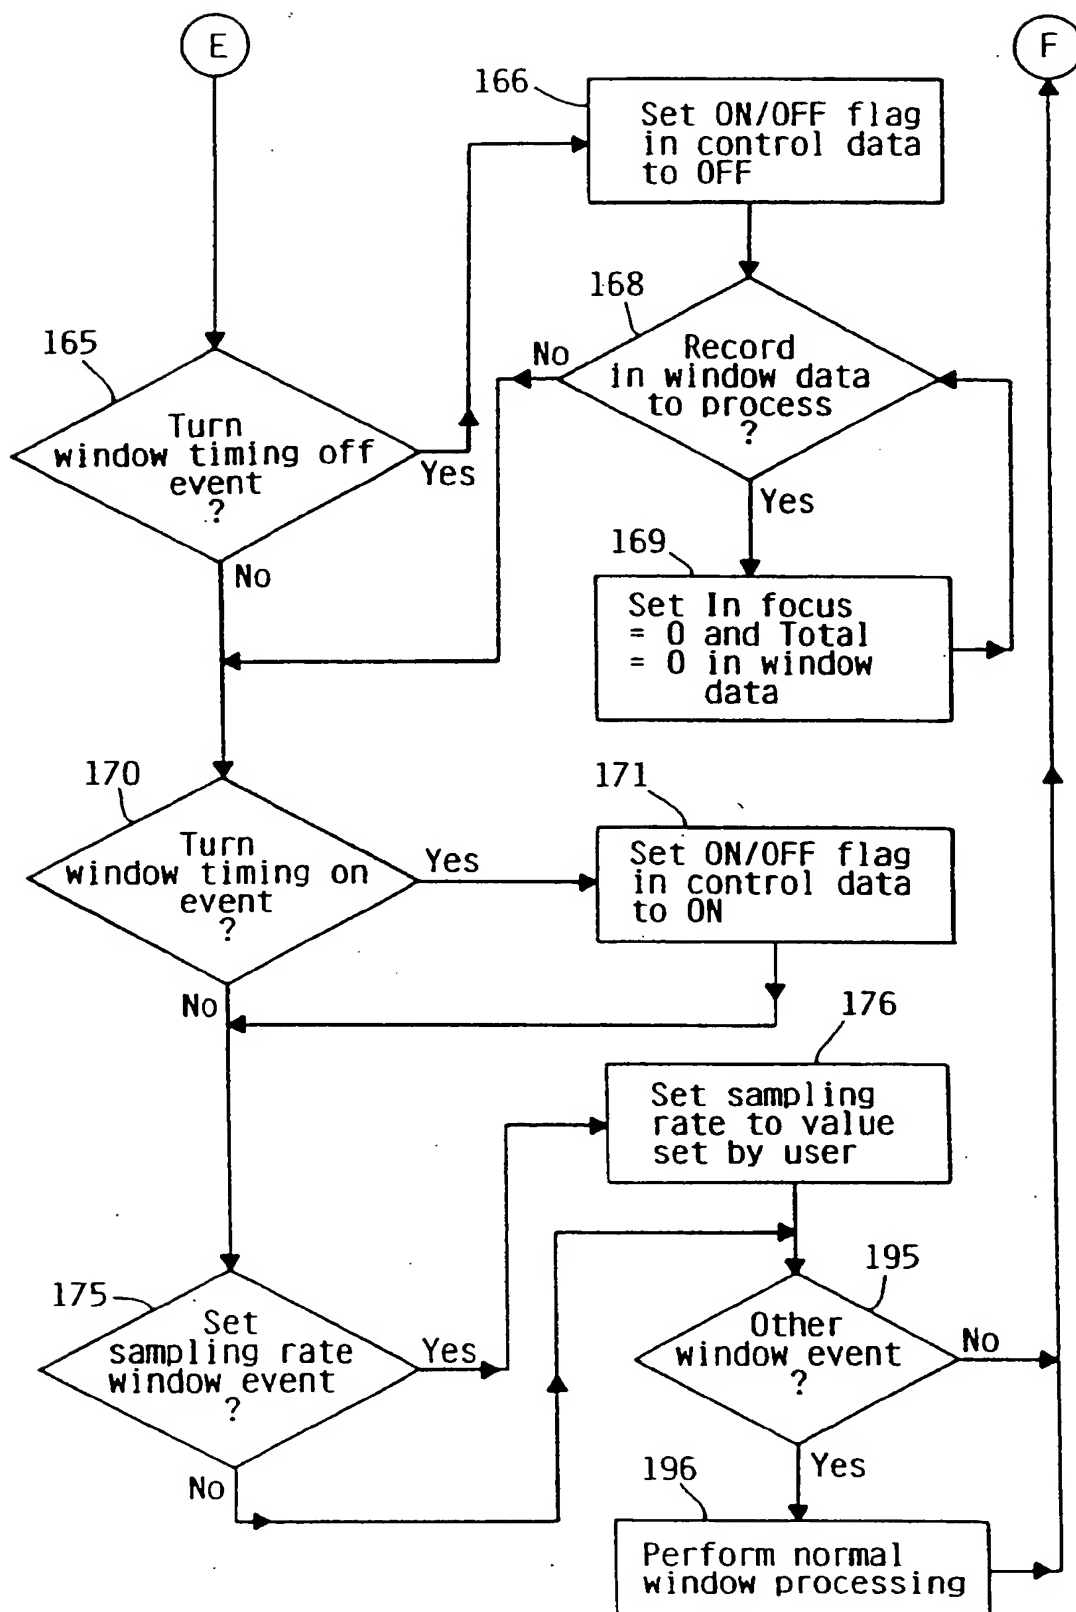 E
F
166
Set ON/OFF flag
in control data
to OFF
168
Record
in window data
to process
?
No
Yes
165
Turn
window timing off
event
?
Yes
No
169
Set In focus
= 0 and Total
= 0 in window
data
170
Turn
window timing on
event
?
Yes
No
171
Set ON/OFF flag
in control data
to ON
176
Set sampling
rate to value
set by user
175
Set
sampling rate
window event
?
Yes
No
195
Other
window event
?
No
Yes
196
Perform normal
window processing